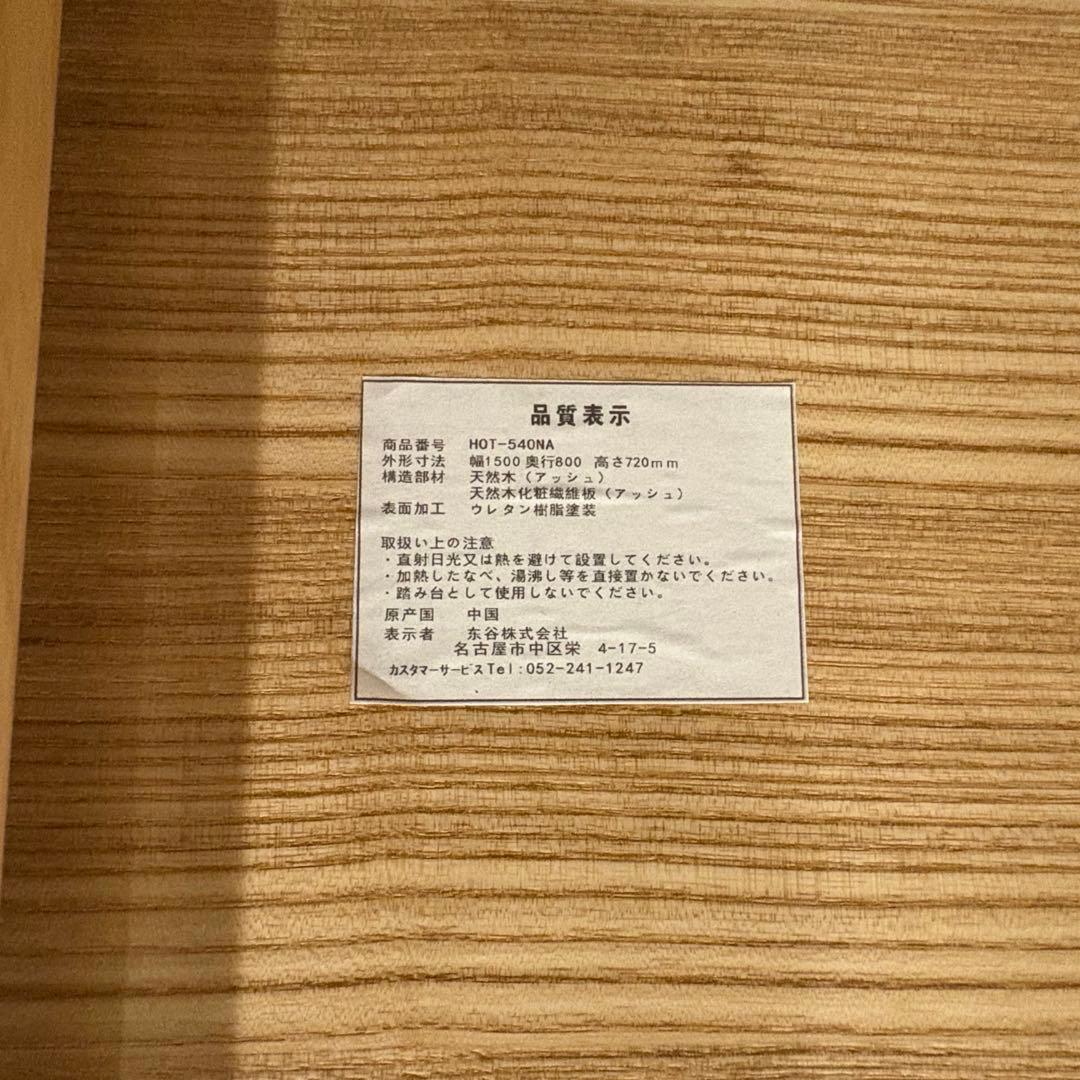 品質表示
商品番号 HOT-540NA
外形寸法 幅1500 奥行800 高さ720mm
構造部材 天然木（アッシュ）
天然木化粧繊維板（アッシュ）
表面加工 ウレタン樹脂塗装
取扱い上の注意
・直射日光又は熱を避けて設置してください。
・加熱したなべ、湯沸し等を直接置かないでください。
・踏み台として使用しないでください。
原产国 中国
表示者 东谷株式会社
名古屋市中区栄 4-17-5
カスタマーサービスTel:052-241-1247